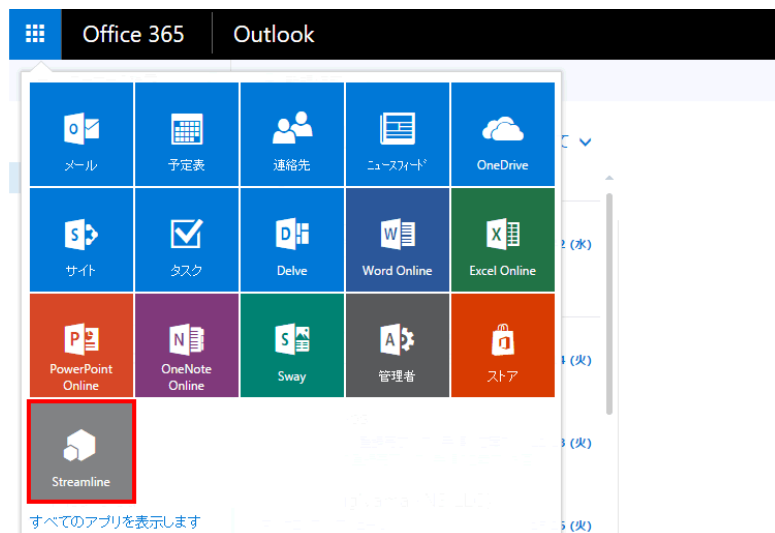 Office 365 Outlook
メール 予定表 連絡先 ニュースフィード OneDrive
サイト タスク Delve Word Online Excel Online
PowerPoint Online OneNote Online Sway 管理者 ストア
Streamline
すべてのアプリを表示します
(水)
(火)
(火)
(火)